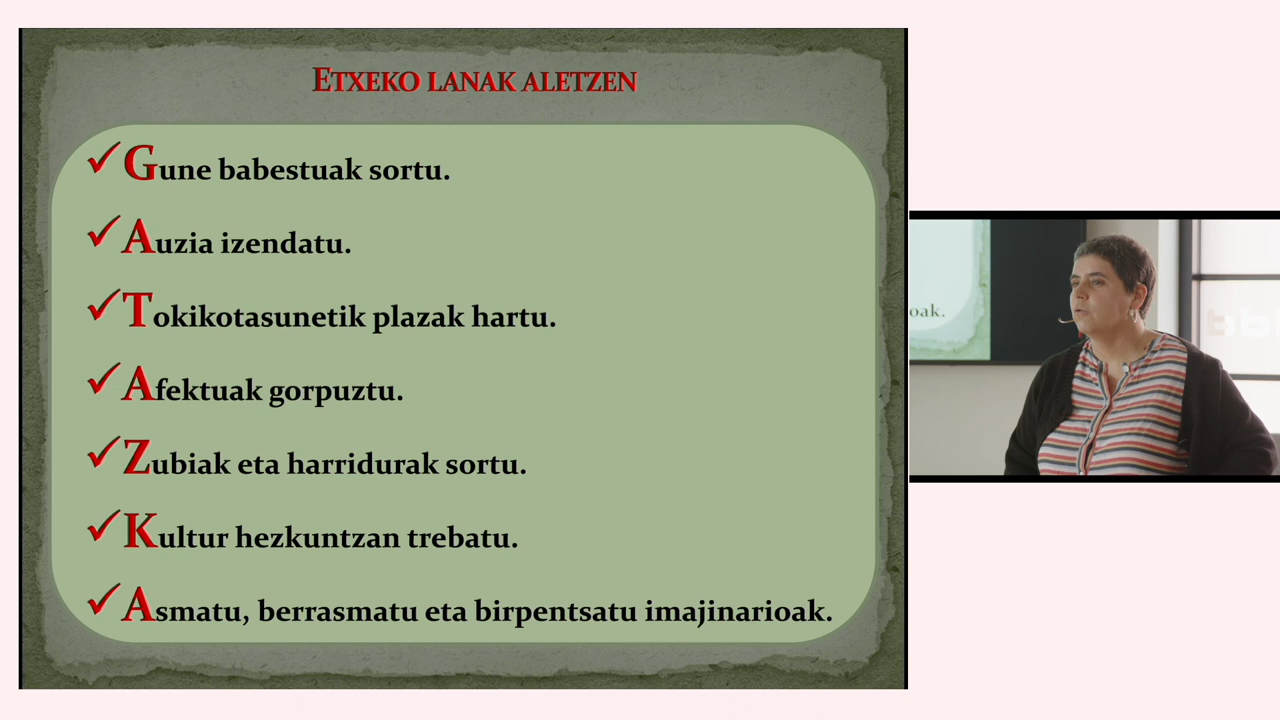 ETXEKO LANAK ALETZEN
✓Gune babestuak sortu.
✓Auzia izendatu.
✓Tokikotasunetik plazak hartu.
✓Afektuak gorpuztu.
✓Zubiak eta harridurak sortu.
✓Kultur hezkuntzan trebatu.
✓Asmatu, berrasmatu eta birpentsatu imajinarioak.
oak.